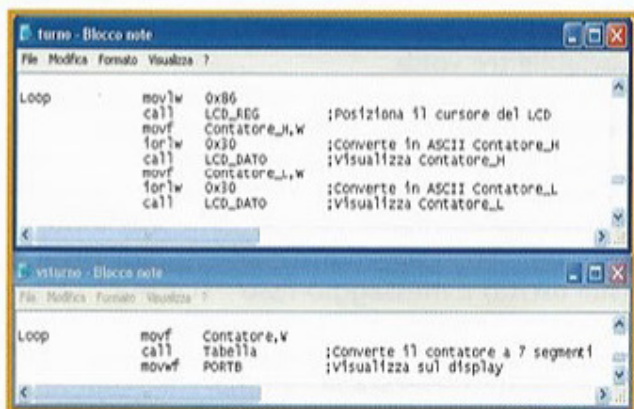 turno - Blocco note
File Modifica Formato Visualizza ?
Loop movlw 0x86
call LCD_REG ;Posiziona il cursore del LCD
movf Contatore_H,W
iorlw 0x30 ;Converte in ASCII Contatore_H
call LCD_DATO ;Visualizza Contatore_H
movf Contatore_L,W
iorlw 0x30 ;Converte in ASCII Contatore_L
call LCD_DATO ;Visualizza Contatore_L
vsturno - Blocco note
File Modifica Formato Visualizza ?
Loop movf Contatore,W
call Tabella ;Converte il contatore a 7 segmenti
movwf PORTB ;Visualizza sul display